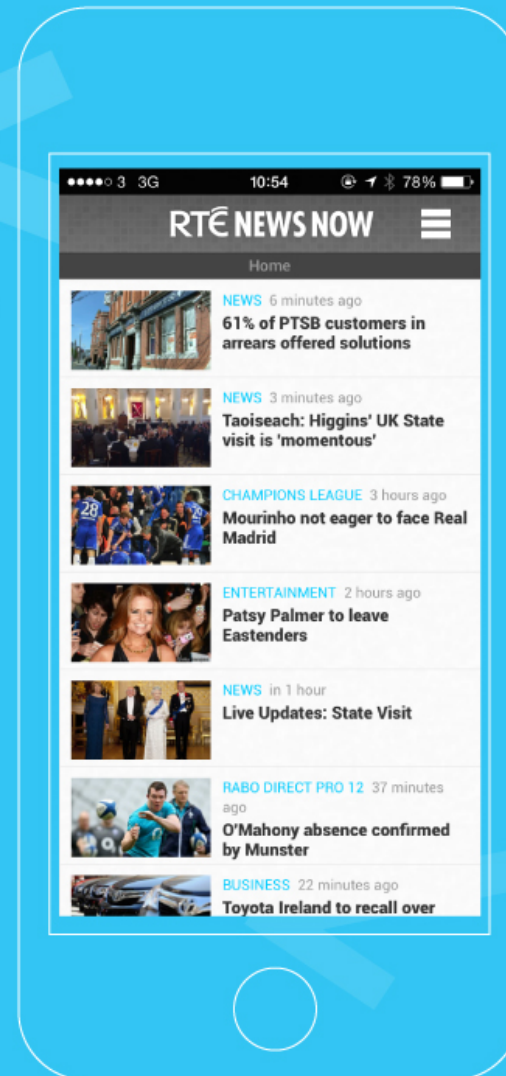 3 3G 10:54 78%
RTÉ NEWS NOW
Home
NEWS 6 minutes ago
61% of PTSB customers in
arrears offered solutions
NEWS 3 minutes ago
Taoiseach: Higgins' UK State
visit is 'momentous'
CHAMPIONS LEAGUE 3 hours ago
Mourinho not eager to face Real
Madrid
ENTERTAINMENT 2 hours ago
Patsy Palmer to leave
Eastenders
NEWS in 1 hour
Live Updates: State Visit
RABO DIRECT PRO 12 37 minutes
ago
O'Mahony absence confirmed
by Munster
BUSINESS 22 minutes ago
Toyota Ireland to recall over
28